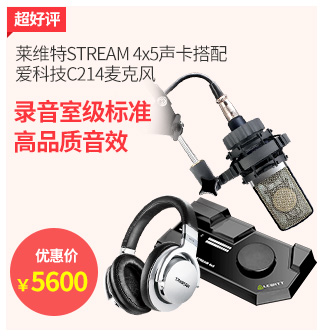 超好评
莱维特STREAM 4x5声卡搭配
爱科技C214麦克风
录音室级标准
高品质音效
优惠价
￥5600
LEWITT